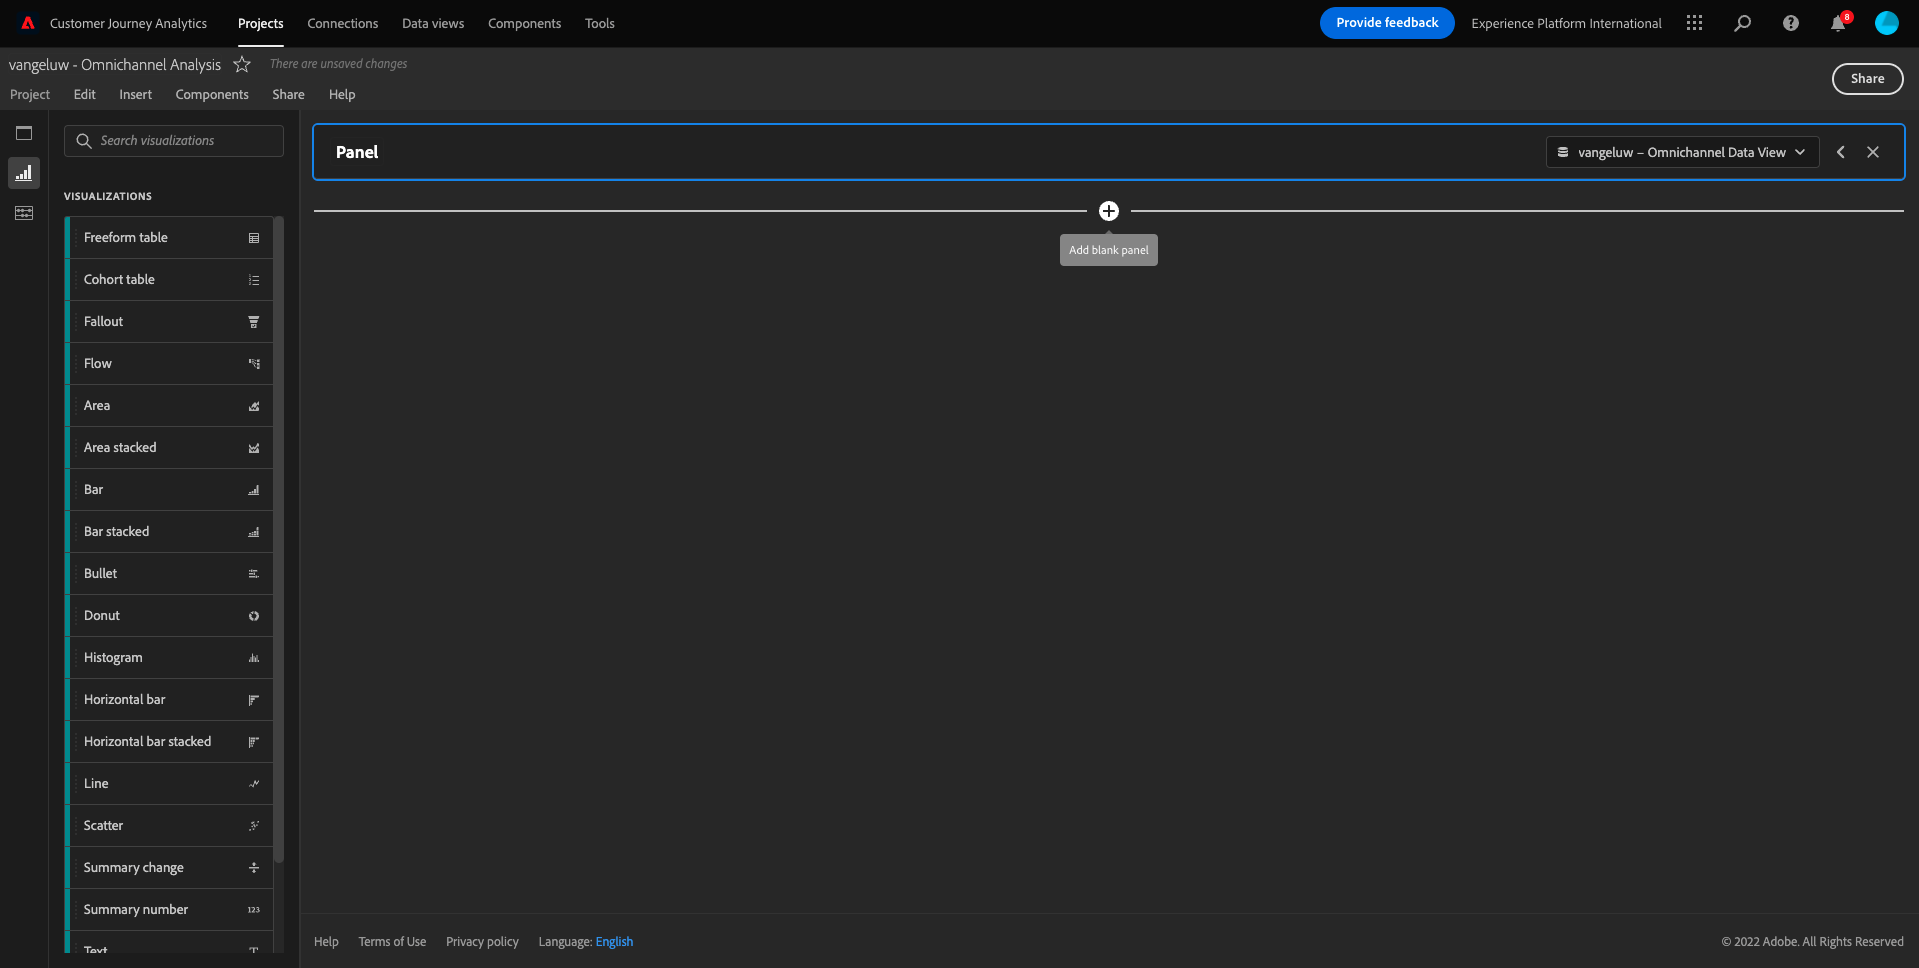 Customer Journey Analytics
Projects
Connections
Data views
Components
Tools
Provide feedback
Experience Platform International
8
vangeluw - Omnichannel Analysis
There are unsaved changes
Project
Edit
Insert
Components
Share
Help
Share
Search visualizations
VISUALIZATIONS
Freeform table
Cohort table
Fallout
Flow
Area
Area stacked
Bar
Bar stacked
Bullet
Donut
Histogram
Horizontal bar
Horizontal bar stacked
Line
Scatter
Summary change
Summary number
123
Text
Panel
vangeluw – Omnichannel Data View
Add blank panel
Help
Terms of Use
Privacy policy
Language: English
© 2022 Adobe. All Rights Reserved